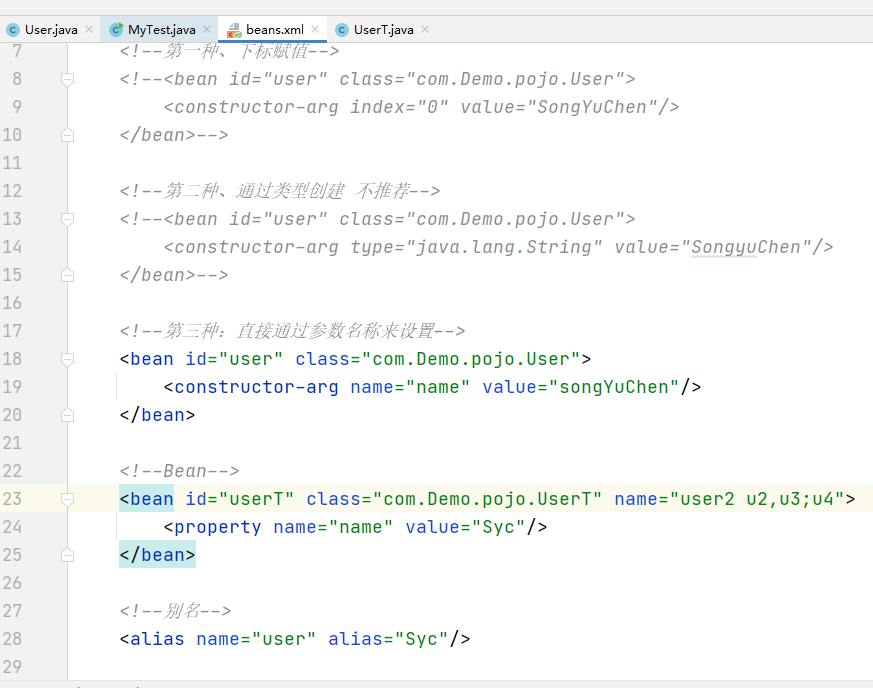 User.java MyTest.java beans.xml UserT.java
7 <!--第一种、下标赋值-->
8 <!--<bean id="user" class="com.Demo.pojo.User">
9 <constructor-arg index="0" value="SongYuChen"/>
10 </bean>-->
11
12 <!--第二种、通过类型创建 不推荐-->
13 <!--<bean id="user" class="com.Demo.pojo.User">
14 <constructor-arg type="java.lang.String" value="SongyuChen"/>
15 </bean>-->
16
17 <!--第三种：直接通过参数名称来设置-->
18 <bean id="user" class="com.Demo.pojo.User">
19 <constructor-arg name="name" value="songYuChen"/>
20 </bean>
21
22 <!--Bean-->
23 <bean id="userT" class="com.Demo.pojo.UserT" name="user2 u2,u3;u4">
24 <property name="name" value="Syc"/>
25 </bean>
26
27 <!--别名-->
28 <alias name="user" alias="Syc"/>
29